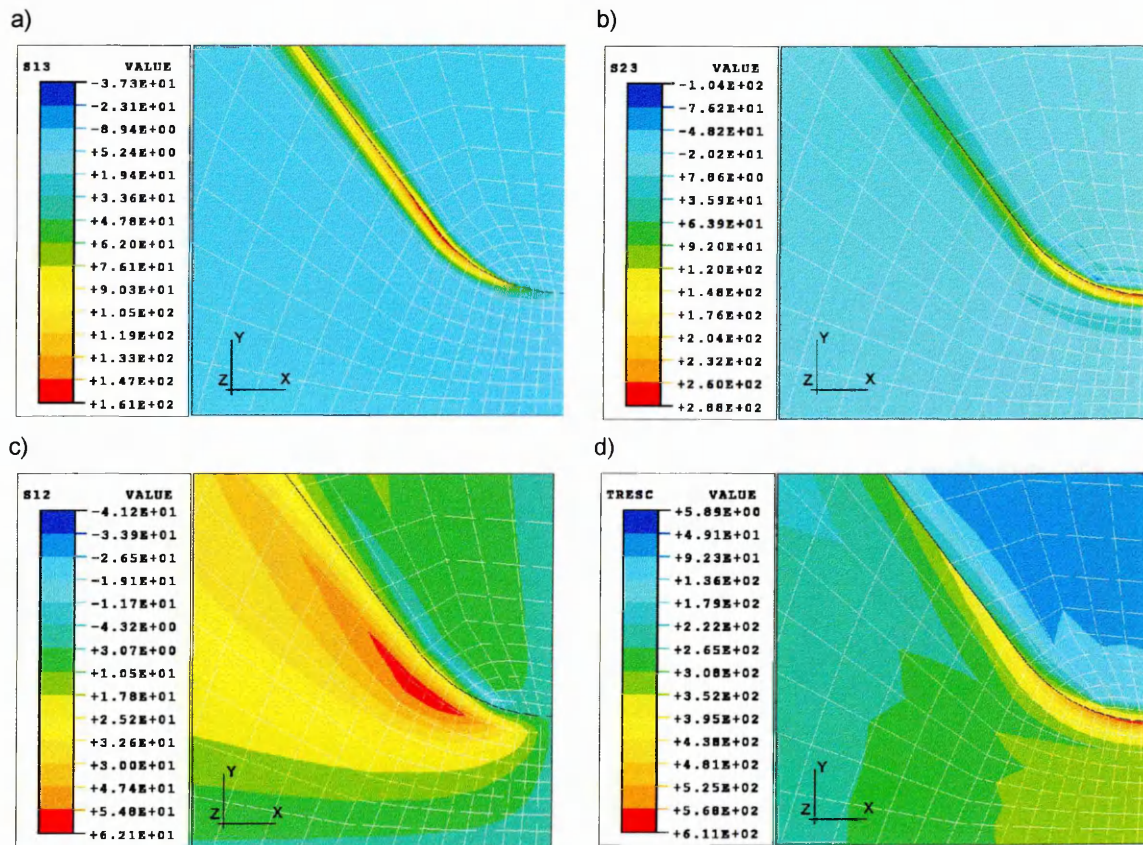 a)
S13 VALUE
-3.73E+01
-2.31E+01
-8.94E+00
+5.24E+00
+1.94E+01
+3.36E+01
+4.78E+01
+6.20E+01
+7.61E+01
+9.03E+01
+1.05E+02
+1.19E+02
+1.33E+02
+1.47E+02
+1.61E+02
Y
Z X
b)
S23 VALUE
-1.04E+02
-7.62E+01
-4.82E+01
-2.02E+01
+7.86E+00
+3.59E+01
+6.39E+01
+9.20E+01
+1.20E+02
+1.48E+02
+1.76E+02
+2.04E+02
+2.32E+02
+2.60E+02
+2.88E+02
Y
Z X
c)
S12 VALUE
-4.12E+01
-3.39E+01
-2.65E+01
-1.91E+01
-1.17E+01
-4.32E+00
+3.07E+00
+1.05E+01
+1.78E+01
+2.52E+01
+3.26E+01
+3.00E+01
+4.74E+01
+5.48E+01
+6.21E+01
Y
Z X
d)
TRESC VALUE
+5.89E+00
+4.91E+01
+9.23E+01
+1.36E+02
+1.79E+02
+2.22E+02
+2.65E+02
+3.08E+02
+3.52E+02
+3.95E+02
+4.38E+02
+4.81E+02
+5.25E+02
+5.68E+02
+6.11E+02
Y
Z X